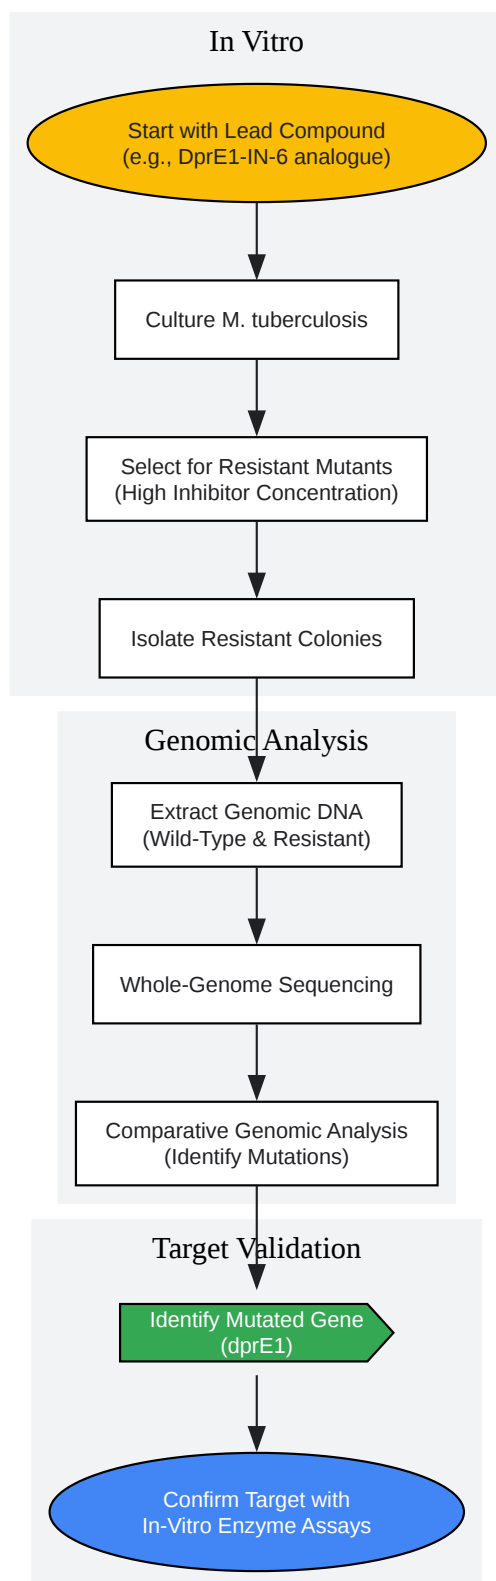 In Vitro
Start with Lead Compound
(e.g., DprE1-IN-6 analogue)
Culture M. tuberculosis
Select for Resistant Mutants
(High Inhibitor Concentration)
Isolate Resistant Colonies
Genomic Analysis
Extract Genomic DNA
(Wild-Type & Resistant)
Whole-Genome Sequencing
Comparative Genomic Analysis
(Identify Mutations)
Target Validation
Identify Mutated Gene
(dprE1)
Confirm Target with
In-Vitro Enzyme Assays